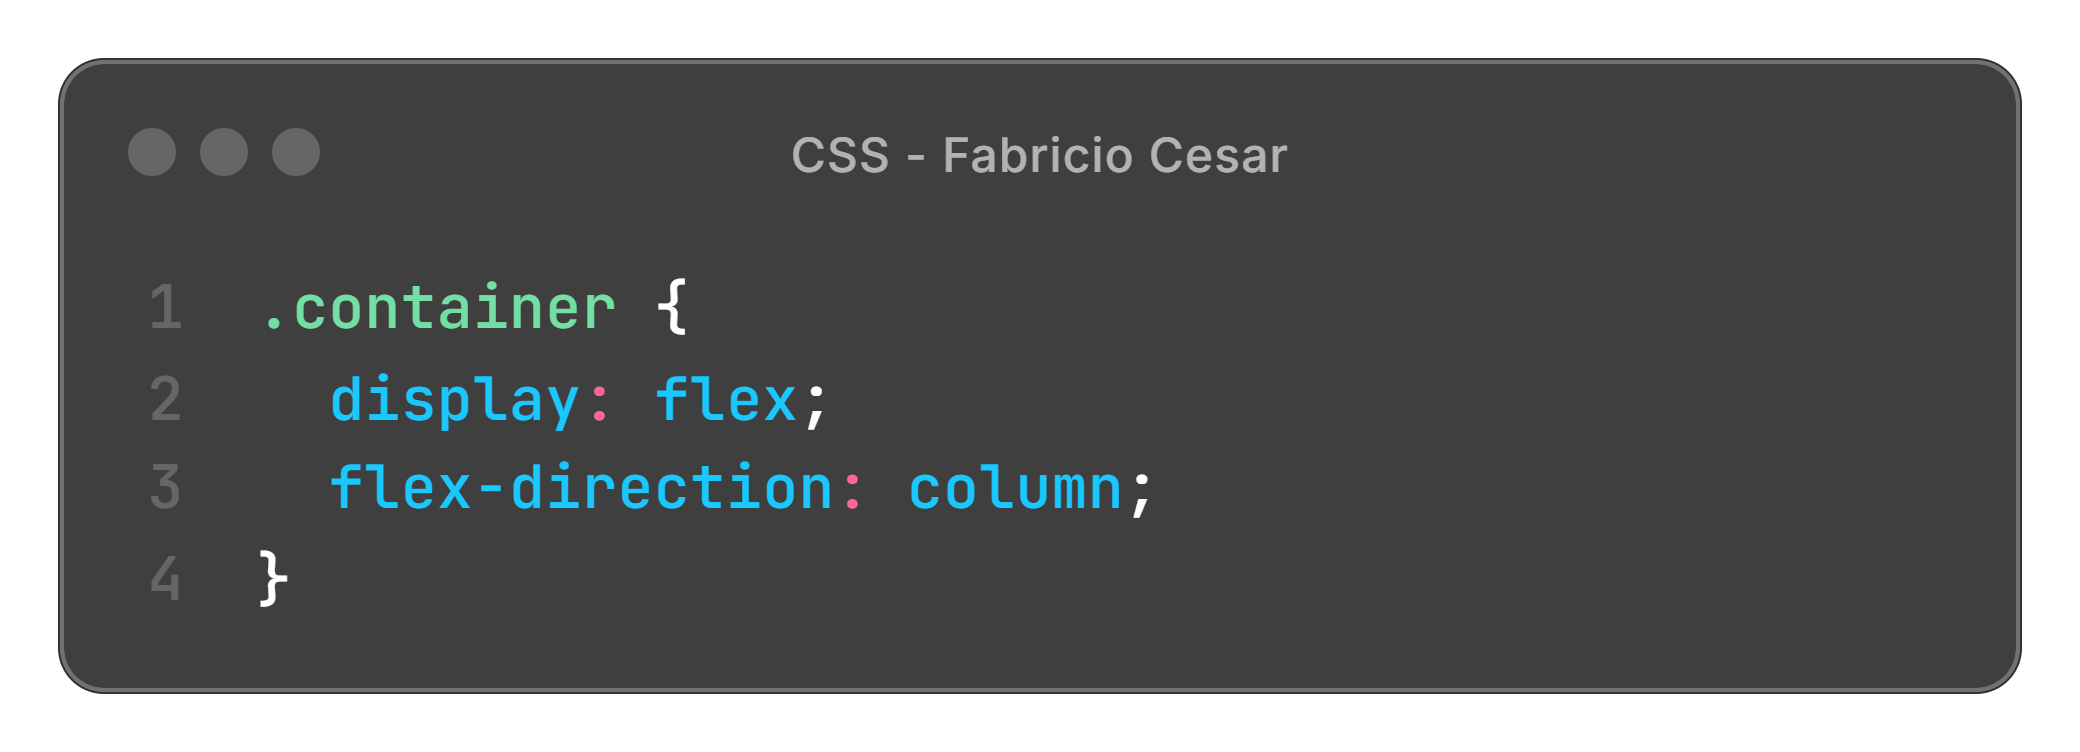 CSS - Fabricio Cesar
1 .container {
2   display: flex;
3   flex-direction: column;
4 }